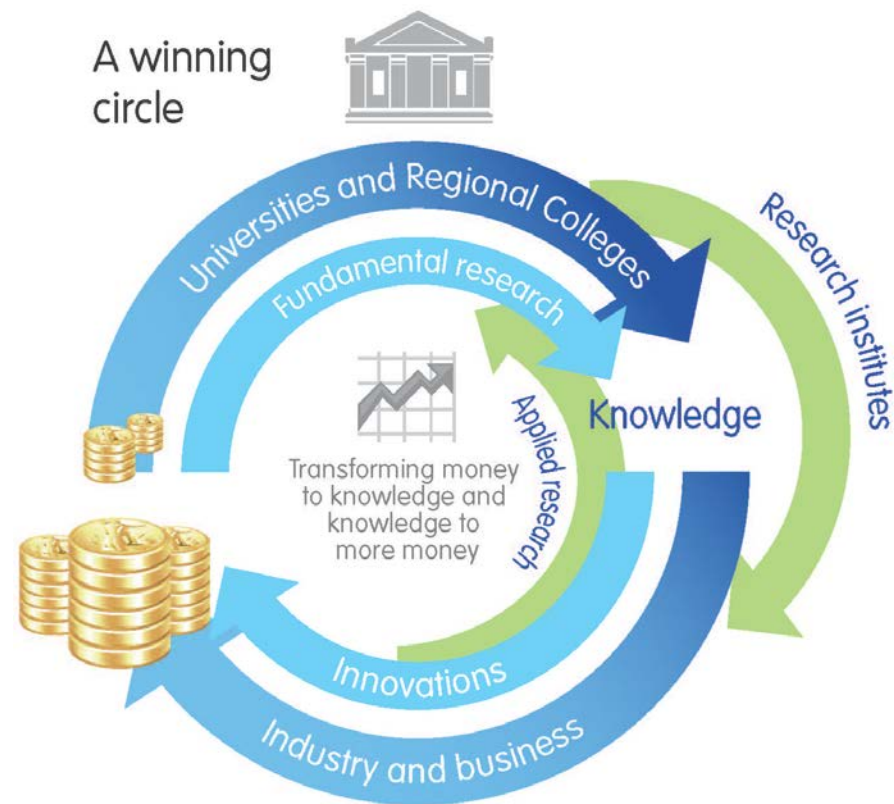 A winning
circle
Universities and Regional Colleges
Fundamental research
Research institutes
Knowledge
Applied research
Transforming money
to knowledge and
knowledge to
more money
Innovations
Industry and business